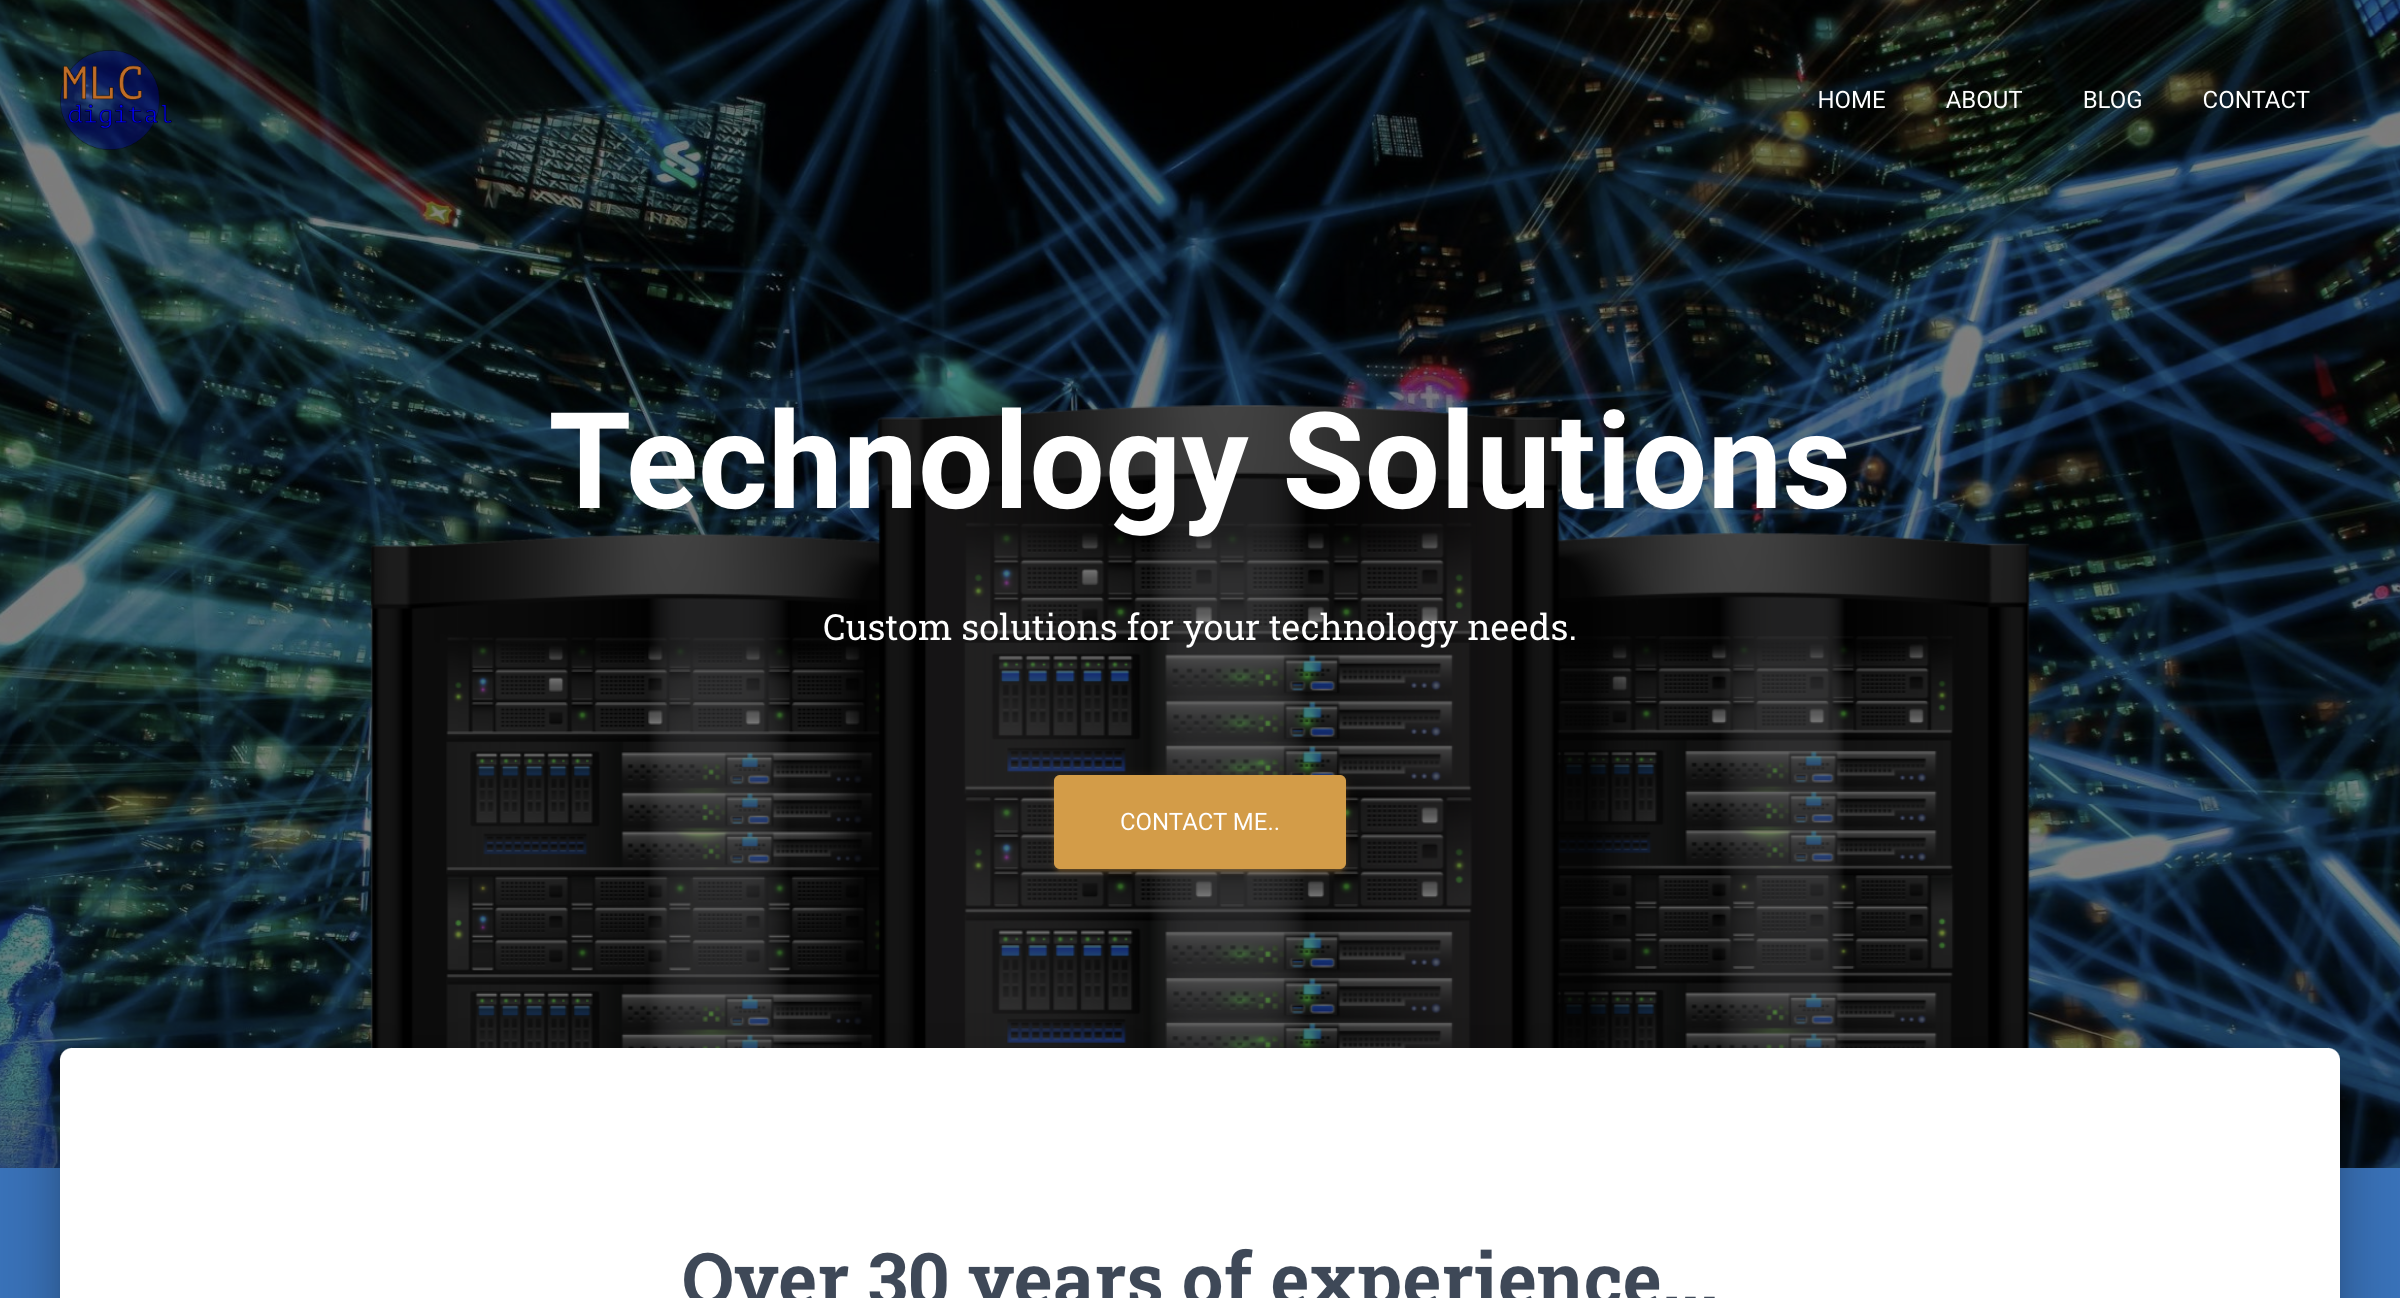 MLC
digital
HOME
ABOUT
BLOG
CONTACT
Technology Solutions
Custom solutions for your technology needs.
CONTACT ME..
Over 30 years of experience...